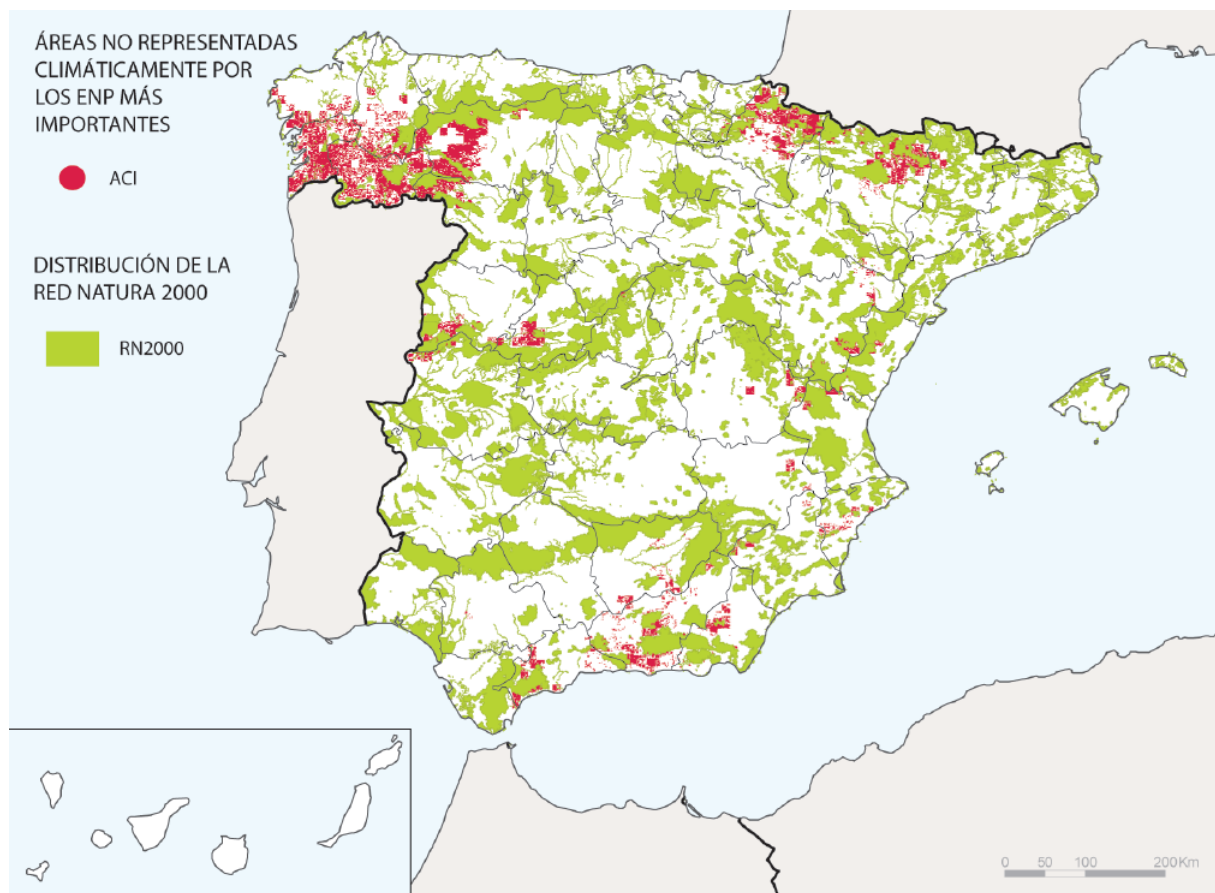 ÁREAS NO REPRESENTADAS
CLIMÁTICAMENTE POR
LOS ENP MÁS
IMPORTANTES
ACI
DISTRIBUCIÓN DE LA
RED NATURA 2000
RN2000
0 50 100 200Km